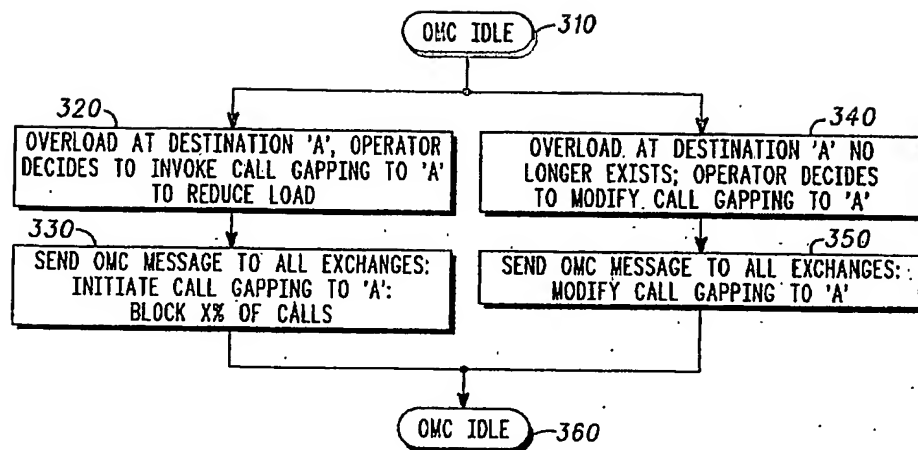 OMC IDLE
310
320
OVERLOAD AT DESTINATION 'A', OPERATOR
DECIDES TO INVOKE CALL GAPPING TO 'A'
TO REDUCE LOAD
340
OVERLOAD. AT DESTINATION 'A' NO
LONGER EXISTS; OPERATOR DECIDES
TO MODIFY CALL GAPPING TO 'A'
330
SEND OMC MESSAGE TO ALL EXCHANGES:
INITIATE CALL GAPPING TO 'A':
BLOCK X% OF CALLS
350
SEND OMC MESSAGE TO ALL EXCHANGES:
MODIFY CALL GAPPING TO 'A'
OMC IDLE
360